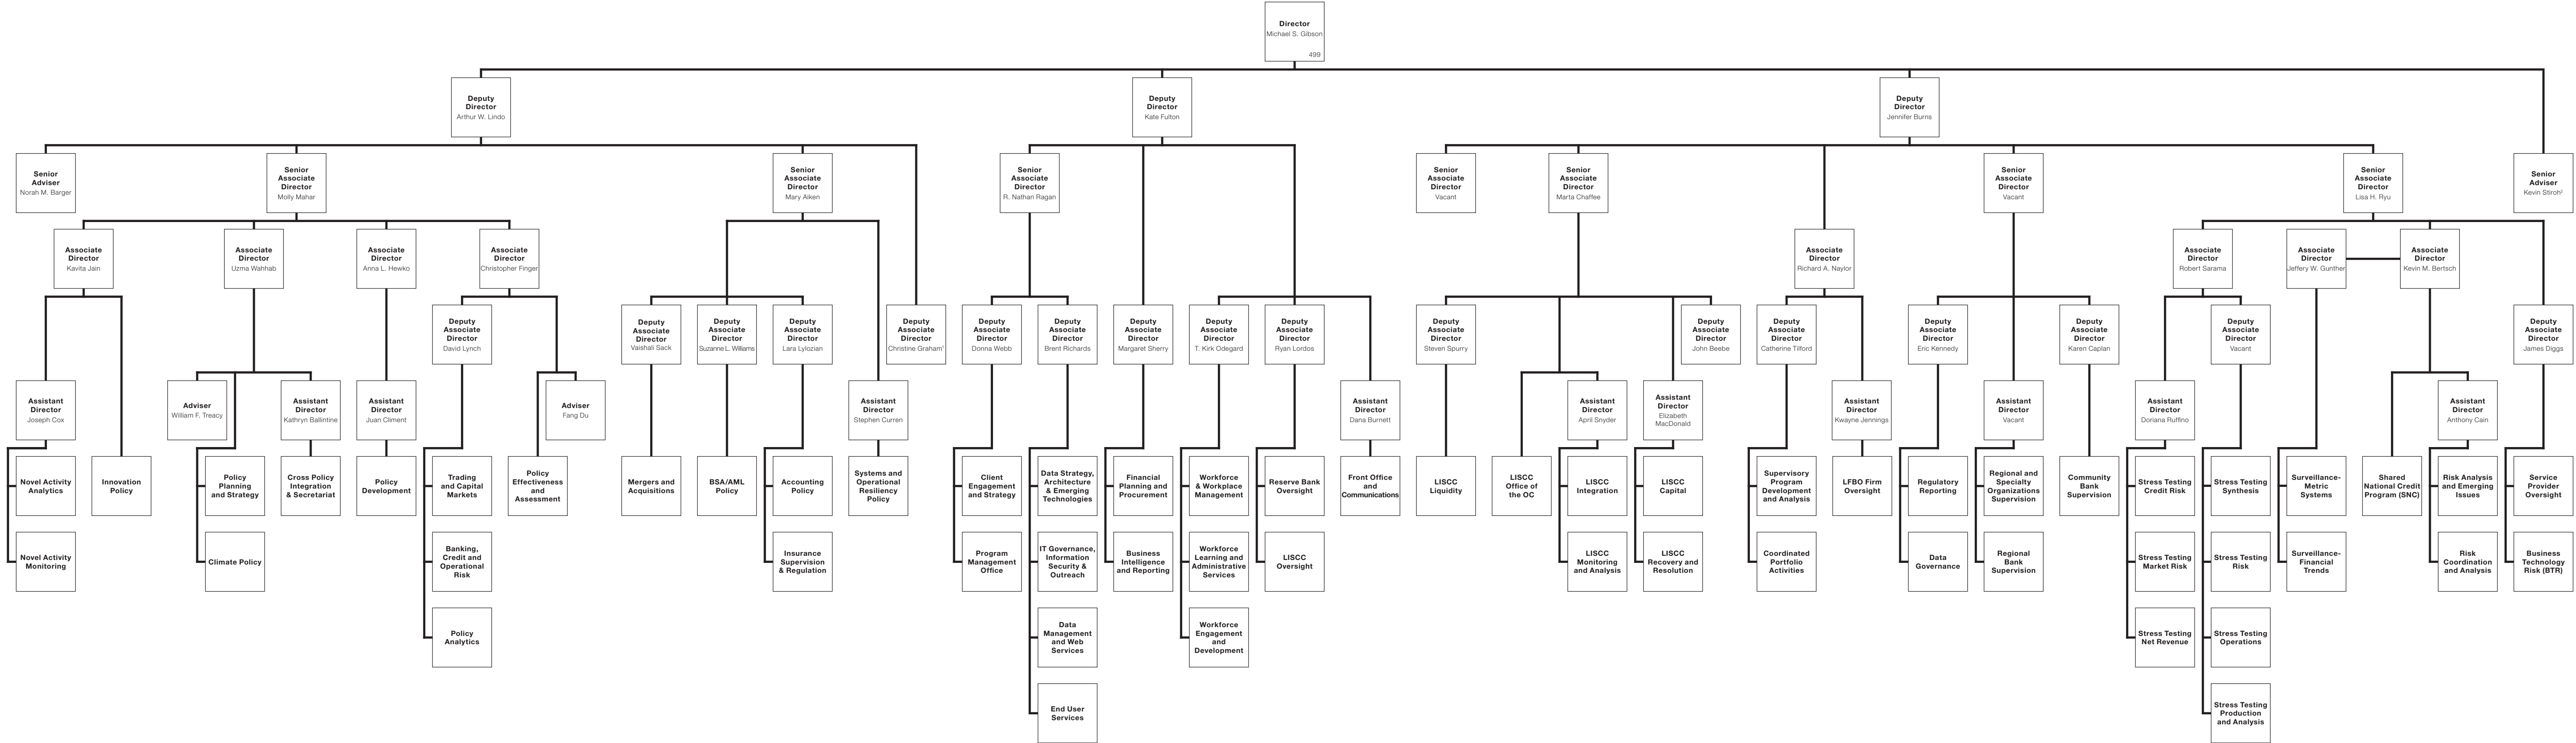 Director
Michael S. Gibson
499
Deputy
Director
Arthur W. Lindo
Deputy
Director
Kate Fulton
Deputy
Director
Jennifer Burns
Senior
Adviser
Norah M. Barger
Senior
Associate
Director
Molly Mahar
Senior
Associate
Director
Mary Aiken
Senior
Associate
Director
R. Nathan Ragan
Senior
Associate
Director
Vacant
Senior
Associate
Director
Marta Chaffee
Senior
Associate
Director
Vacant
Senior
Associate
Director
Lisa H. Ryu
Senior
Adviser
Kevin Stiroh²
Associate
Director
Kavita Jain
Associate
Director
Uzma Wahhab
Associate
Director
Anna L. Hewko
Associate
Director
Christopher Finger
Associate
Director
Richard A. Naylor
Associate
Director
Robert Sarama
Associate
Director
Jeffery W. Gunther
Associate
Director
Kevin M. Bertsch
Deputy
Associate
Director
David Lynch
Deputy
Associate
Director
Vaishali Sack
Deputy
Associate
Director
Suzanne L. Williams
Deputy
Associate
Director
Lara Lylozian
Deputy
Associate
Director
Christine Graham¹
Deputy
Associate
Director
Donna Webb
Deputy
Associate
Director
Brent Richards
Deputy
Associate
Director
Margaret Sherry
Deputy
Associate
Director
T. Kirk Odegard
Deputy
Associate
Director
Ryan Lordos
Deputy
Associate
Director
Steven Spurry
Deputy
Associate
Director
John Beebe
Deputy
Associate
Director
Catherine Tilford
Deputy
Associate
Director
Eric Kennedy
Deputy
Associate
Director
Karen Caplan
Deputy
Associate
Director
Vacant
Deputy
Associate
Director
James Diggs
Assistant
Director
Joseph Cox
Adviser
William F. Treacy
Assistant
Director
Kathryn Ballintine
Assistant
Director
Juan Climent
Adviser
Fang Du
Assistant
Director
Stephen Curren
Assistant
Director
Dana Burnett
Assistant
Director
April Snyder
Assistant
Director
Elizabeth
MacDonald
Assistant
Director
Kwayne Jennings
Assistant
Director
Vacant
Assistant
Director
Doriana Ruffino
Assistant
Director
Anthony Cain
Novel Activity
Analytics
Innovation
Policy
Policy
Planning
and Strategy
Cross Policy
Integration
& Secretariat
Policy
Development
Trading
and Capital
Markets
Policy
Effectiveness
and
Assessment
Mergers and
Acquisitions
BSA/AML
Policy
Accounting
Policy
Systems and
Operational
Resiliency
Policy
Client
Engagement
and Strategy
Data Strategy,
Architecture
& Emerging
Technologies
Financial
Planning and
Procurement
Workforce
& Workplace
Management
Reserve Bank
Oversight
Front Office
and
Communications
LISCC
Liquidity
LISCC
Office of
the OC
LISCC
Integration
LISCC
Capital
Supervisory
Program
Development
and Analysis
LFBO Firm
Oversight
Regulatory
Reporting
Regional and
Specialty
Organizations
Supervision
Community
Bank
Supervision
Stress Testing
Credit Risk
Stress Testing
Synthesis
Surveillance-
Metric
Systems
Shared
National Credit
Program (SNC)
Risk Analysis
and Emerging
Issues
Service
Provider
Oversight
Novel Activity
Monitoring
Climate Policy
Banking,
Credit and
Operational
Risk
Insurance
Supervision
& Regulation
Program
Management
Office
IT Governance,
Information
Security &
Outreach
Business
Intelligence
and Reporting
Workforce
Learning and
Administrative
Services
LISCC
Oversight
LISCC
Monitoring
and Analysis
LISCC
Recovery and
Resolution
Coordinated
Portfolio
Activities
Data
Governance
Regional
Bank
Supervision
Stress Testing
Market Risk
Stress Testing
Risk
Surveillance-
Financial
Trends
Risk
Coordination
and Analysis
Business
Technology
Risk (BTR)
Policy
Analytics
Data
Management
and Web
Services
Workforce
Engagement
and
Development
Stress Testing
Net Revenue
Stress Testing
Operations
End User
Services
Stress Testing
Production
and Analysis